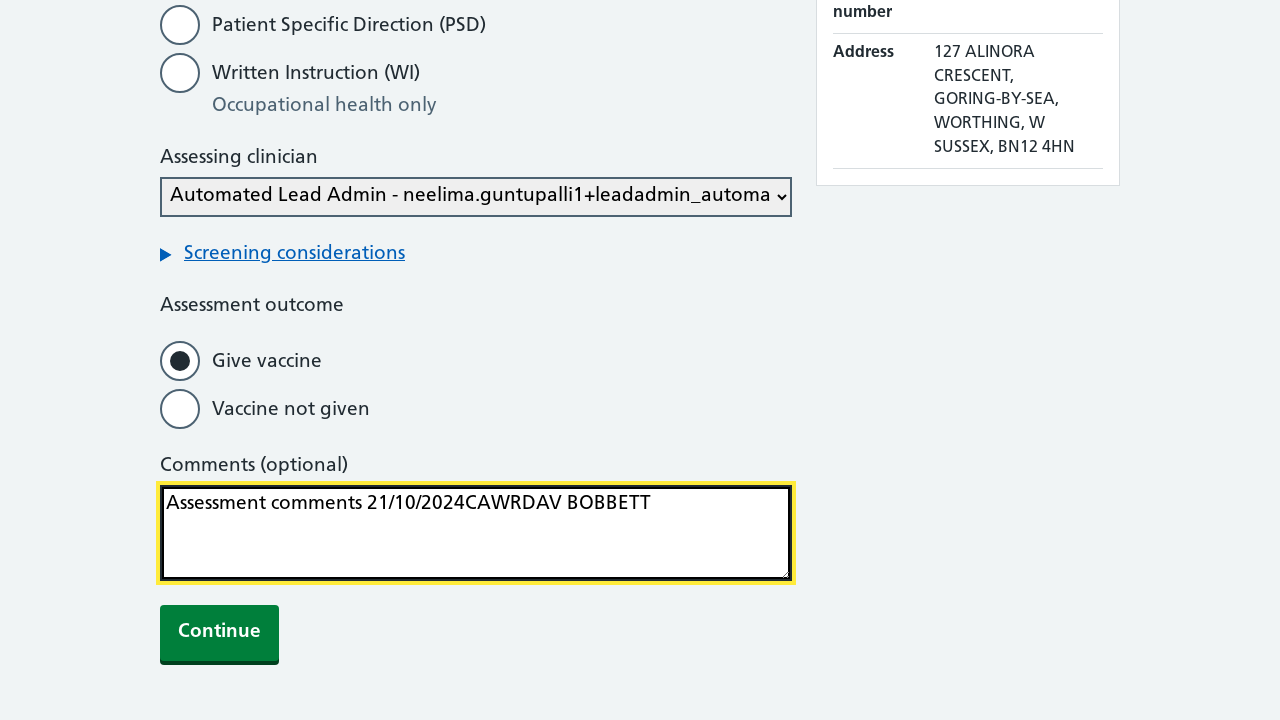 Patient Specific Direction (PSD)
Written Instruction (WI)
Occupational health only
Assessing clinician
Automated Lead Admin - neelima.guntupalli1+leadadmin_automa
Screening considerations
Assessment outcome
Give vaccine
Vaccine not given
Comments (optional)
Assessment comments 21/10/2024CAWRDAV BOBBETT
Continue
number
Address
127 ALINORA
CRESCENT,
GORING-BY-SEA,
WORTHING, W
SUSSEX, BN12 4HN